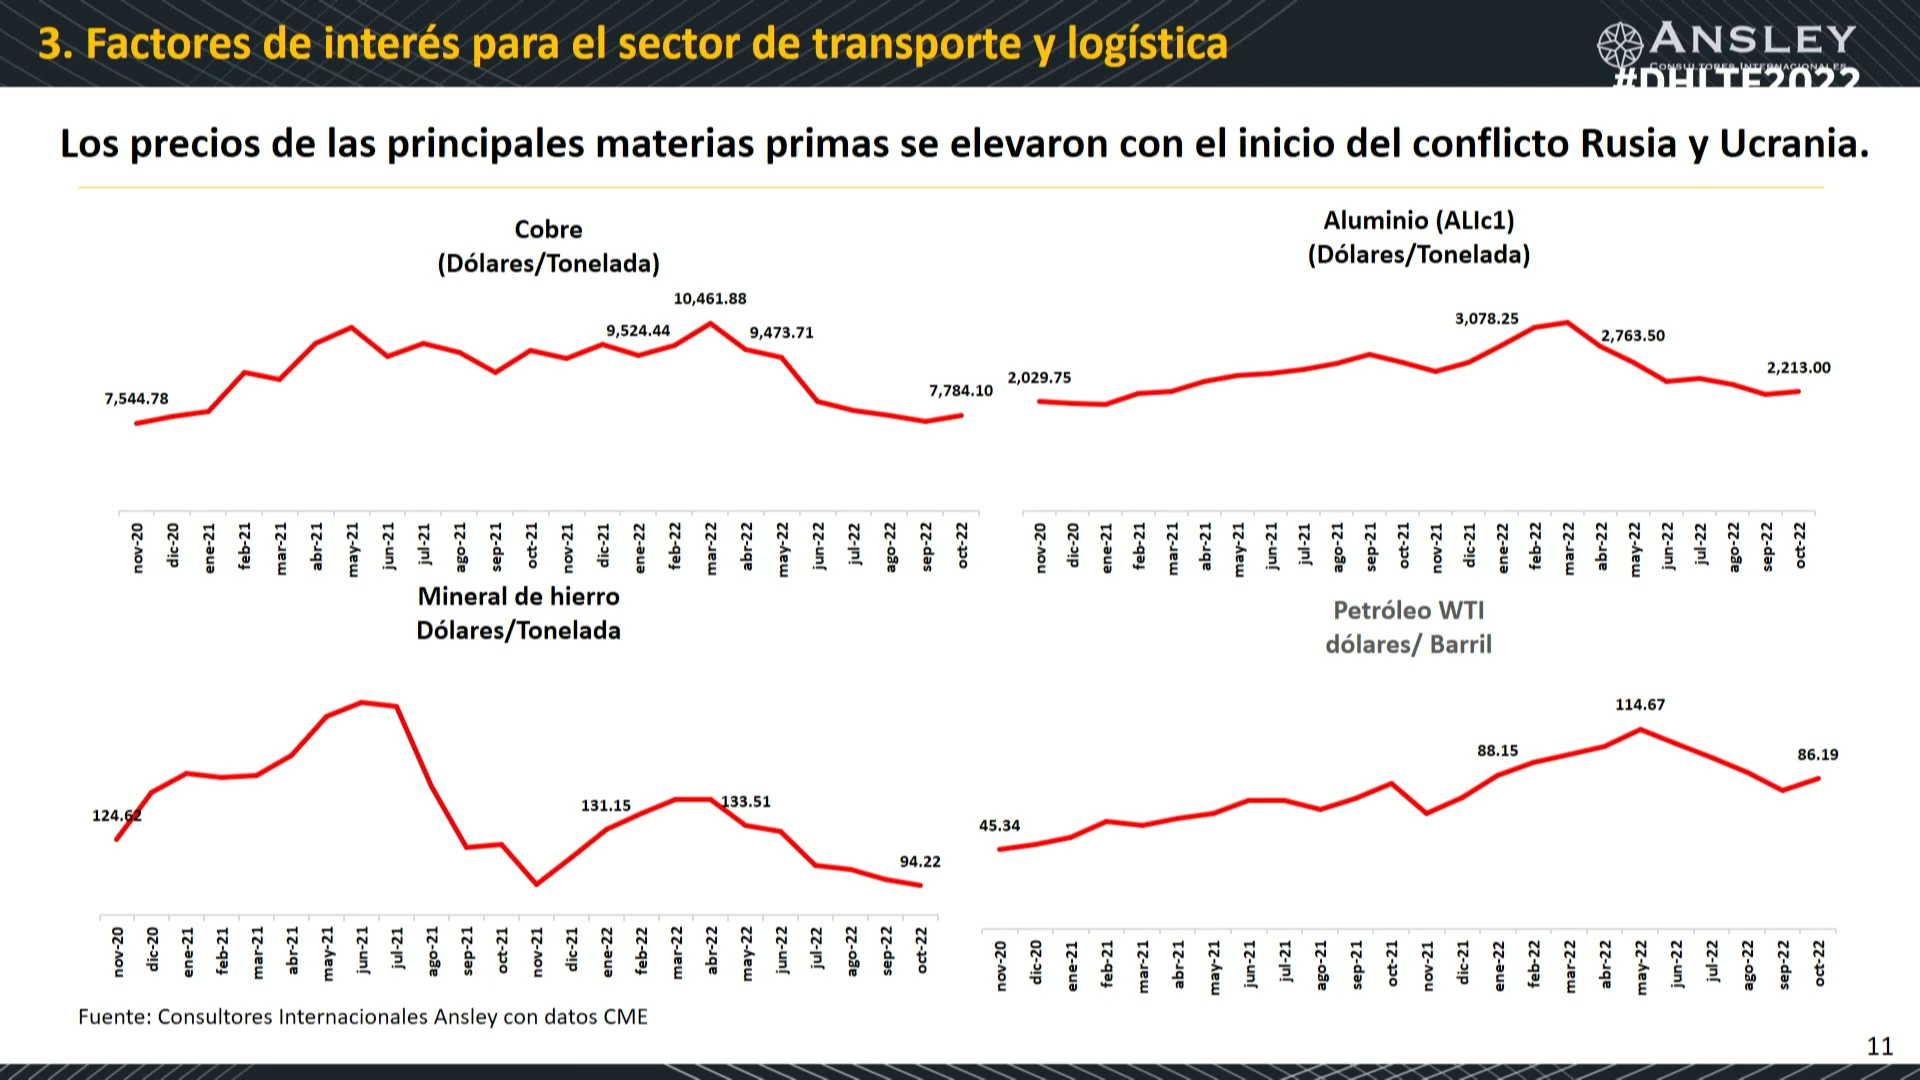 3. Factores de interés para el sector de transporte y logística
ANSLEY
CONSULTORES INTERNACIONALES
#DHLTF2022
Los precios de las principales materias primas se elevaron con el inicio del conflicto Rusia y Ucrania.
Cobre
(Dólares/Tonelada)
7,544.78
9,524.44
10,461.88
9,473.71
7,784.10
nov-20 dic-20 ene-21 feb-21 mar-21 abr-21 may-21 jun-21 jul-21 ago-21 sep-21 oct-21 nov-21 dic-21 ene-22 feb-22 mar-22 abr-22 may-22 jun-22 jul-22 ago-22 sep-22 oct-22
Aluminio (ALIc1)
(Dólares/Tonelada)
2,029.75
3,078.25
2,763.50
2,213.00
nov-20 dic-20 ene-21 feb-21 mar-21 abr-21 may-21 jun-21 jul-21 ago-21 sep-21 oct-21 nov-21 dic-21 ene-22 feb-22 mar-22 abr-22 may-22 jun-22 jul-22 ago-22 sep-22 oct-22
Mineral de hierro
Dólares/Tonelada
124.62
131.15
133.51
94.22
nov-20 dic-20 ene-21 feb-21 mar-21 abr-21 may-21 jun-21 jul-21 ago-21 sep-21 oct-21 nov-21 dic-21 ene-22 feb-22 mar-22 abr-22 may-22 jun-22 jul-22 ago-22 sep-22 oct-22
Petróleo WTI
dólares/ Barril
45.34
88.15
114.67
86.19
nov-20 dic-20 ene-21 feb-21 mar-21 abr-21 may-21 jun-21 jul-21 ago-21 sep-21 oct-21 nov-21 dic-21 ene-22 feb-22 mar-22 abr-22 may-22 jun-22 jul-22 ago-22 sep-22 oct-22
Fuente: Consultores Internacionales Ansley con datos CME
11